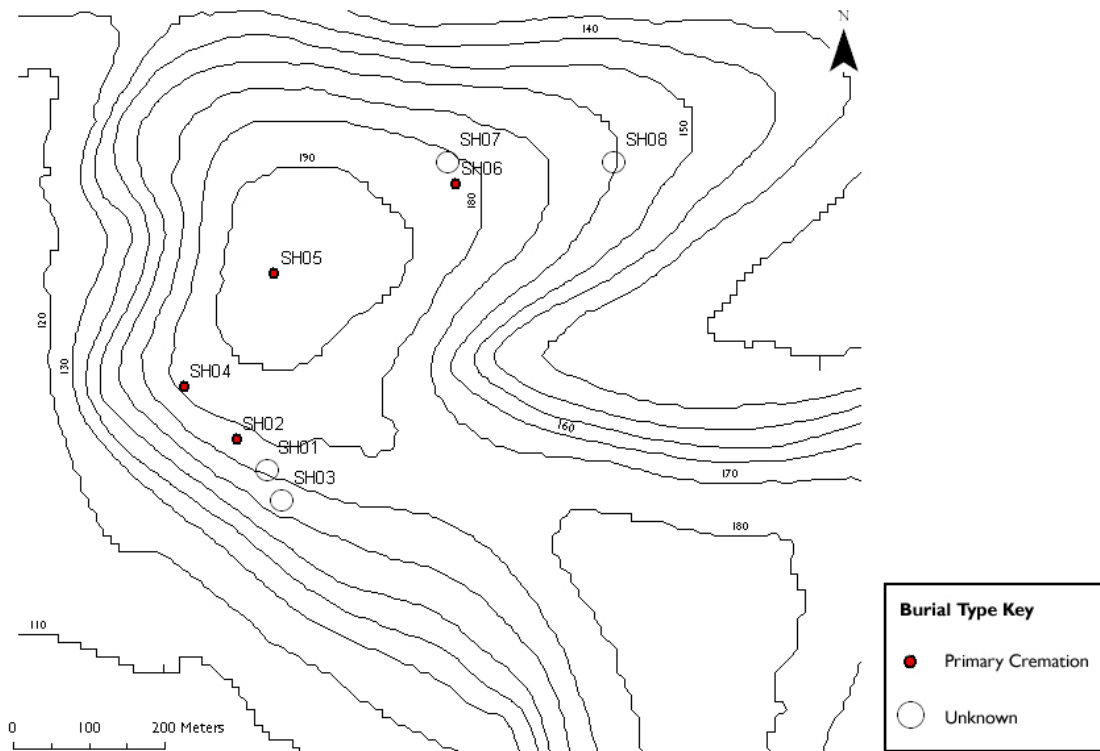 N
140
150
SH07
SH08
190
SH06
180
SH05
120
130
SH04
SH02
160
SH01
170
SH03
180
110
Burial Type Key
Primary Cremation
Unknown
0 100 200 Meters